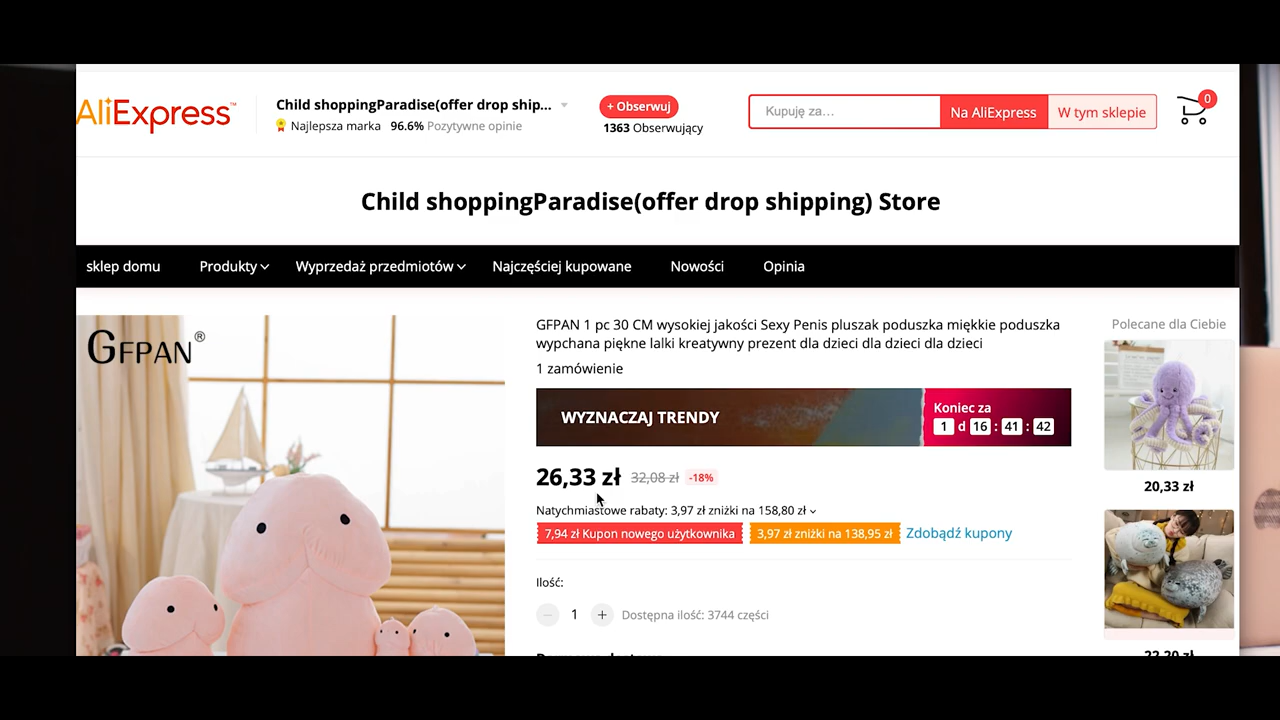 AliExpress™
Child shoppingParadise(offer drop ship...
Najlepsza marka 96.6% Pozytywne opinie
+ Obserwuj
1363 Obserwujący
Kupuję za...
Na AliExpress
W tym sklepie
0
Child shoppingParadise(offer drop shipping) Store
sklep domu
Produkty
Wyprzedaż przedmiotów
Najczęściej kupowane
Nowości
Opinia
GFPAN®
GFPAN 1 pc 30 CM wysokiej jakości Sexy Penis pluszak poduszka miękkie poduszka
wypchana piękne lalki kreatywny prezent dla dzieci dla dzieci dla dzieci
1 zamówienie
WYZNACZAJ TRENDY
Koniec za
1 d 16 : 41 : 42
26,33 zł 32,08 zł -18%
Natychmiastowe rabaty: 3,97 zł zniżki na 158,80 zł
7,94 zł Kupon nowego użytkownika
3,97 zł zniżki na 138,95 zł
Zdobądź kupony
Ilość:
− 1 + Dostępna ilość: 3744 części
Polecane dla Ciebie
20,33 zł
22,20 zł